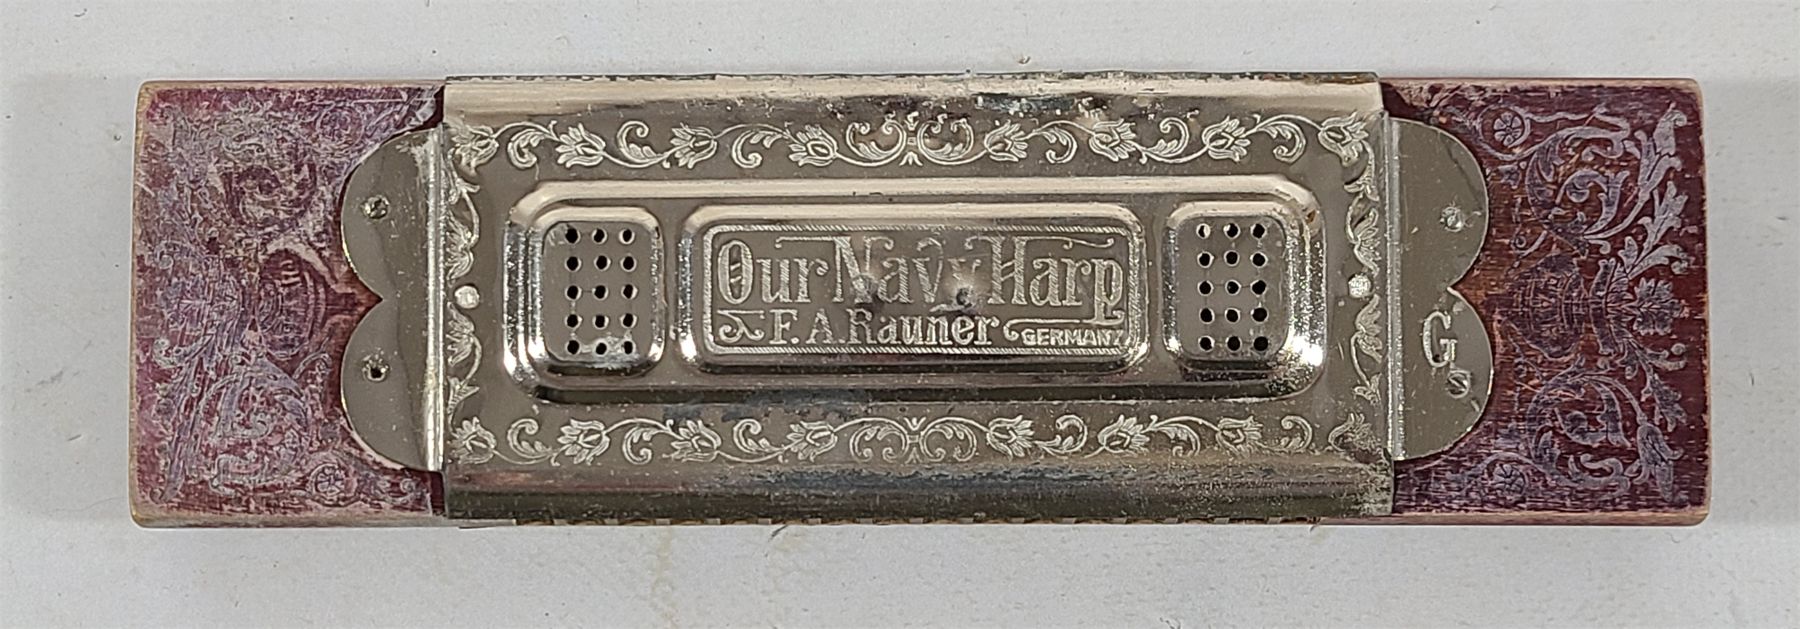 Our Navy Harp
F. A. Rauner GERMANY
G